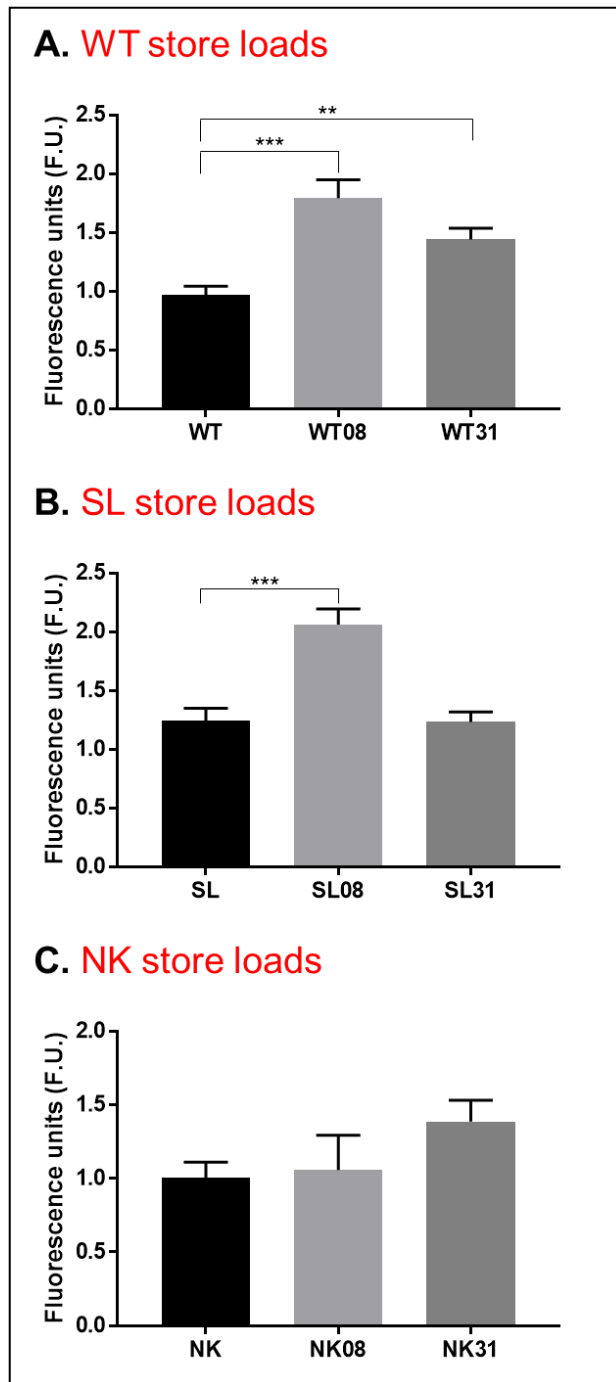 A. WT store loads
Fluorescence units (F.U.)
2.5
2.0
1.5
1.0
0.5
0.0
**
***
WT WT08 WT31
B. SL store loads
Fluorescence units (F.U.)
2.5
2.0
1.5
1.0
0.5
0.0
***
SL SL08 SL31
C. NK store loads
Fluorescence units (F.U.)
2.0
1.5
1.0
0.5
0.0
NK NK08 NK31